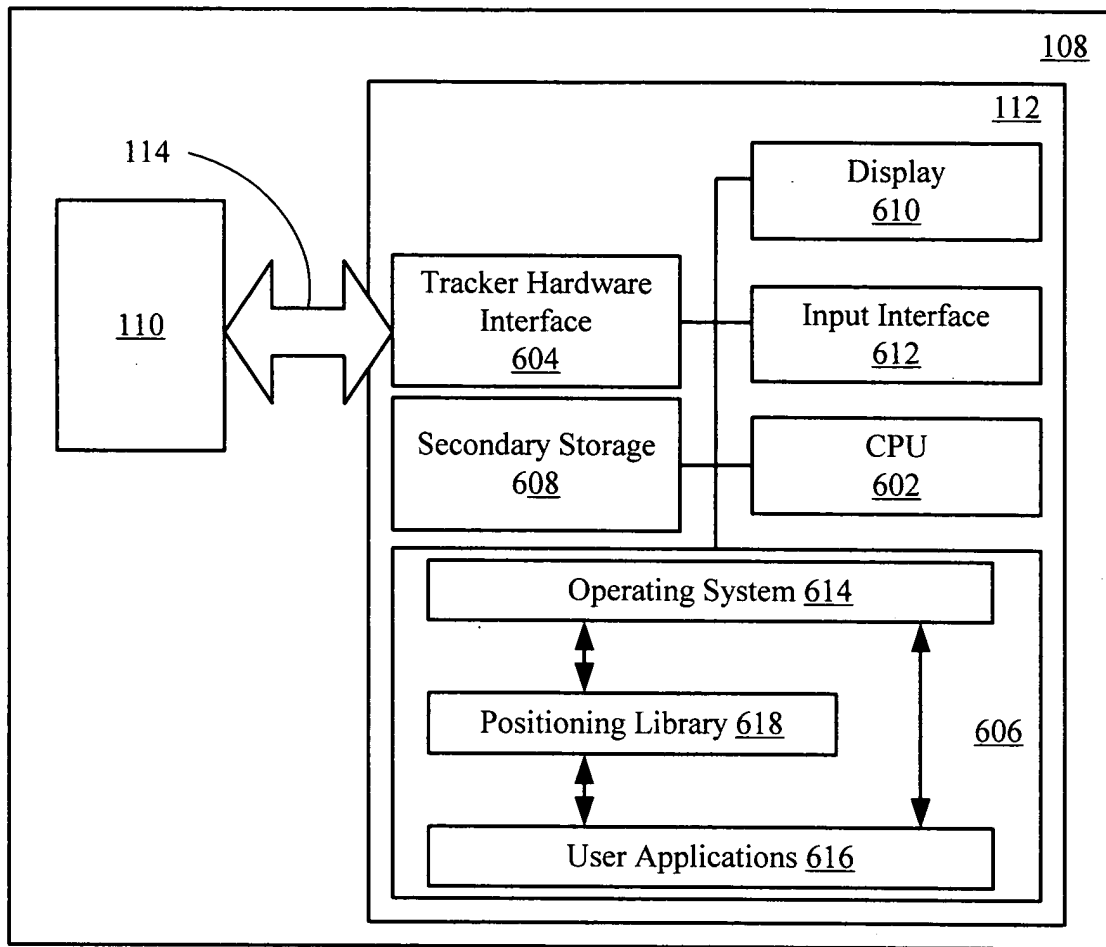 108
112
114
Display
610
110
Tracker Hardware
Interface
604
Input Interface
612
Secondary Storage
608
CPU
602
Operating System 614
Positioning Library 618
606
User Applications 616